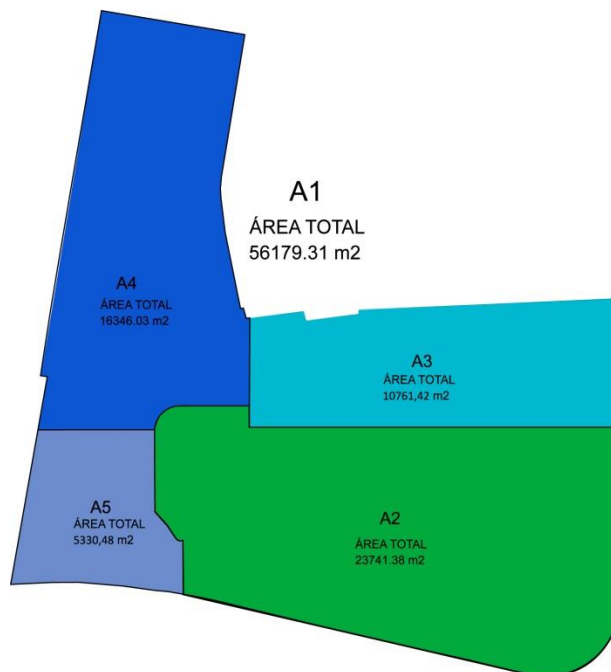 A1
ÁREA TOTAL
56179.31 m2
A4
ÁREA TOTAL
16346.03 m2
A3
ÁREA TOTAL
10761,42 m2
A5
ÁREA TOTAL
5330,48 m2
A2
ÁREA TOTAL
23741.38 m2